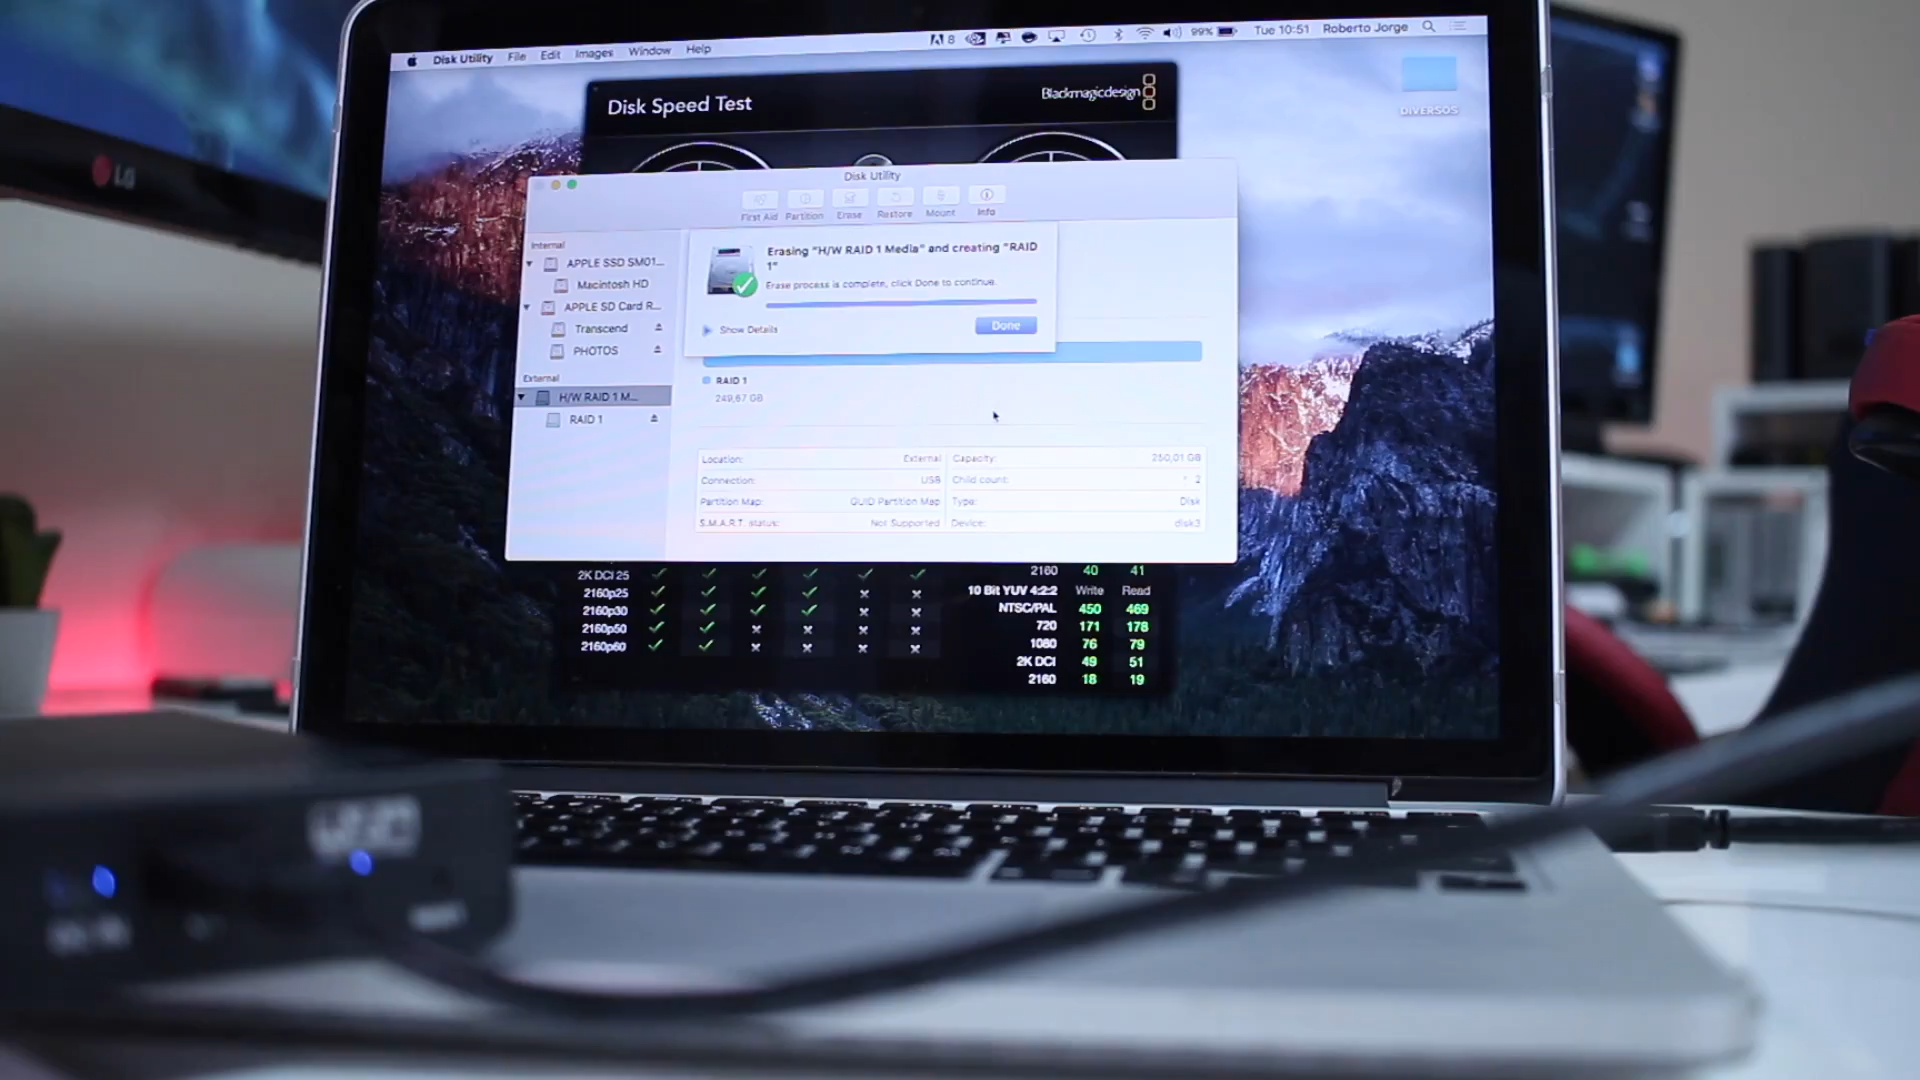 Disk Utility File Edit Images Window Help
8 99% Tue 10:51 Roberto Jorge
DIVERSOS
LG
Disk Speed Test
Blackmagicdesign
Disk Utility
First Aid Partition Erase Restore Mount Info
Internal
APPLE SSD SM01...
Macintosh HD
APPLE SD Card R...
Transcend
PHOTOS
External
H/W RAID 1 M...
RAID 1
Erasing "H/W RAID 1 Media" and creating "RAID
1"
Erase process is complete, click Done to continue.
Show Details
Done
RAID 1
249,67 GB
Location: External
Connection: USB
Partition Map: GUID Partition Map
S.M.A.R.T. status: Not Supported
Capacity: 250,01 GB
Child count: 2
Type: Disk
Device: disk3
2K DCI 25
2160p25
2160p30
2160p50
2160p60
2160 40 41
10 Bit YUV 4:2:2 Write Read
NTSC/PAL 450 469
720 171 178
1080 76 79
2K DCI 49 51
2160 18 19